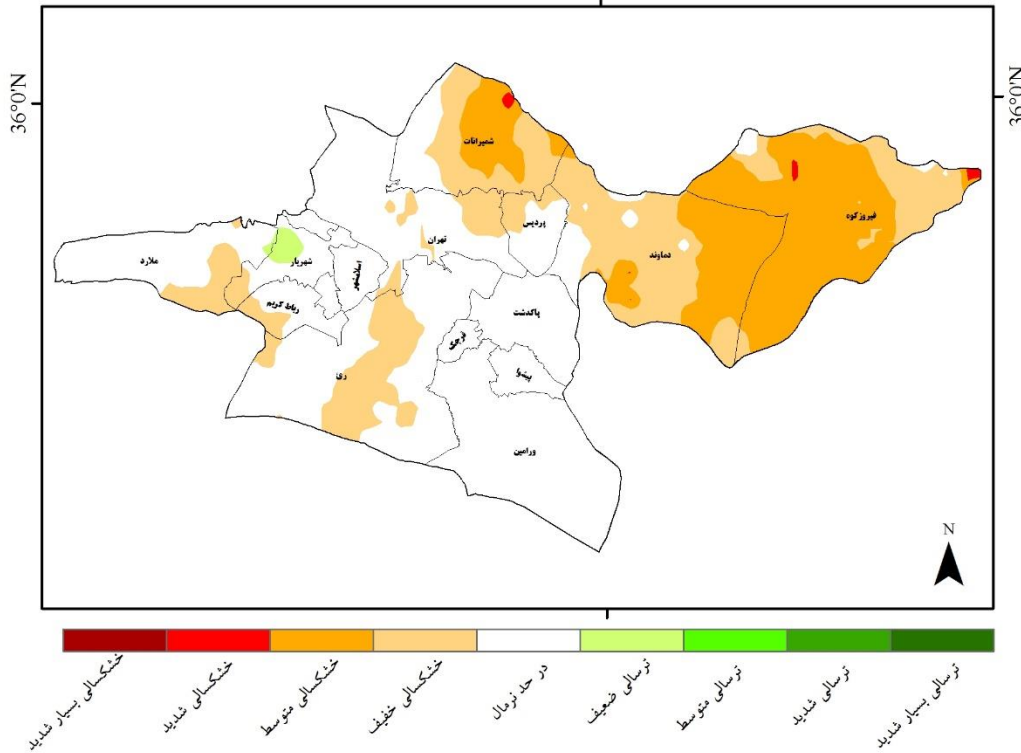 36°0'N
36°0'N
شمیرانات
فیروزکوه
پردیس
تهران
دماوند
ملارد
شهریار
اسلامشهر
رباط کریم
پاکدشت
قرچک
پیشوا
ری
ورامین
N
خشکسالی بسیار شدید
خشکسالی شدید
خشکسالی متوسط
خشکسالی خفیف
در حد نرمال
ترسالی ضعیف
ترسالی متوسط
ترسالی شدید
ترسالی بسیار شدید